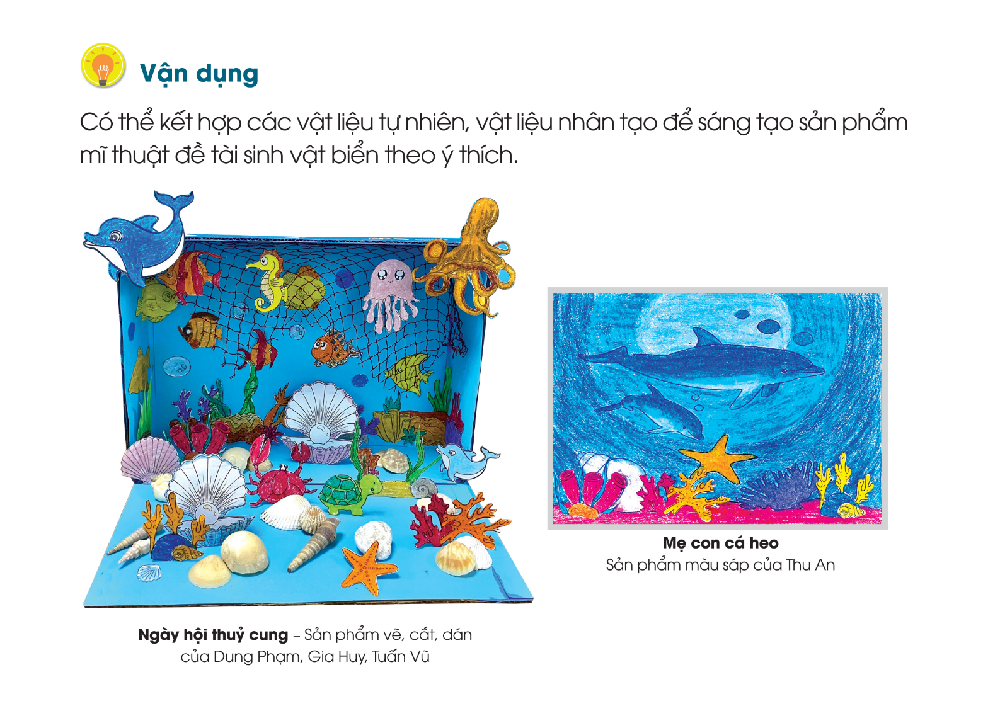 Vận dụng
Có thể kết hợp các vật liệu tự nhiên, vật liệu nhân tạo để sáng tạo sản phẩm
mĩ thuật đề tài sinh vật biển theo ý thích.
Mẹ con cá heo
Sản phẩm màu sáp của Thu An
Ngày hội thuỷ cung – Sản phẩm vẽ, cắt, dán
của Dung Phạm, Gia Huy, Tuấn Vũ